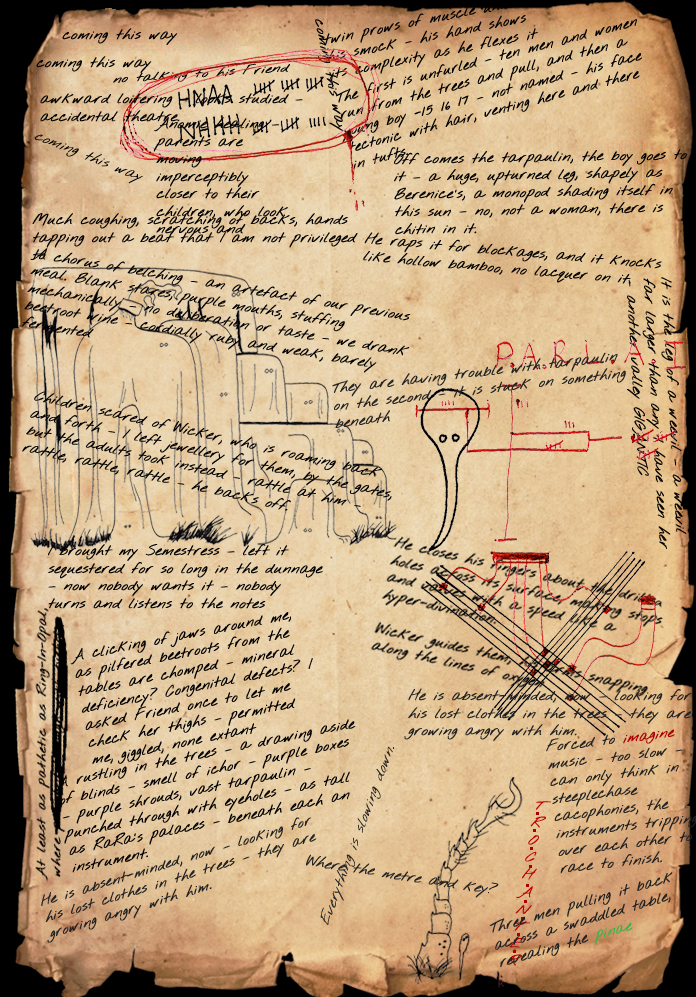 coming this way
coming this way
no talking to his Friend
awkward loitering
studied -
accidental theatre
coming this way
HNAA
NHHH
coming this way
parents are
moving
imperceptibly
closer to their
children, who look
nervous and
Much coughing, scratching of backs, hands
tapping out a beat that I am not privileged
to
A chorus of belching - an artefact of our previous
meal. Blank stares, purple mouths, stuffing
mechanically - no deliberation or taste - we drank
beetroot wine - cordially ruby and weak, barely
fermented
Children scared of Wicker, who is roaming back
and forth - I left jewellery for them, by the gates,
but the adults took instead - rattle at him
rattle, rattle, rattle - he backs off.
I brought my Semestress - left it
sequestered for so long in the dunnage
- now nobody wants it - nobody
turns and listens to the notes
At least as pathetic as Ring-In-Opal,
where
A clicking of jaws around me,
as pilfered beetroots from the
tables are chomped - mineral
deficiency? Congenital defects? I
asked Friend once to let me
check her thighs - permitted
me, giggled, none extant
rustling in the trees - a drawing aside
of blinds - smell of ichor - purple boxes
- purple shrouds, vast tarpaulin -
punched through with eyeholes - as tall
as RaRa's palaces - beneath each an
instrument.
He is absent-minded, now - looking for
his lost clothes in the trees - they are
growing angry with him.
twin prows of muscle
smock - his hand shows
its complexity as he flexes it
The first is unfurled - ten men and women
run from the trees and pull, and then a
young boy -15 16 17 - not named - his face
tectonic with hair, venting here and there
in tufts
Off comes the tarpaulin, the boy goes to
it - a huge, upturned leg, shapely as
Berenice's, a monopod shading itself in
this sun - no, not a woman, there is
chitin in it.
He raps it for blockages, and it knocks
like hollow bamboo, no lacquer on it,
It is the leg of a weevil - a weevil
far larger than any I have seen her
another valley GIGANTIC
They are having trouble with tarpaulin
on the second - it is stuck on something
beneath
He closes his fingers about the
holes across its surface, making stops
and valves with a speed like a
hyper-divination.
Wicker guides them, his arms snapping
along the lines of oxygen
He is absent-minded, now - looking for
his lost clothes in the trees - they are
growing angry with him.
Forced to imagine
music - too slow -
can only think in
steeplechase
cacophonies, the
instruments tripping
over each other to
race to finish.
Everything is slowing down.
Where the metre and key?
Three men pulling it back
across a swaddled table,
revealing the pinae